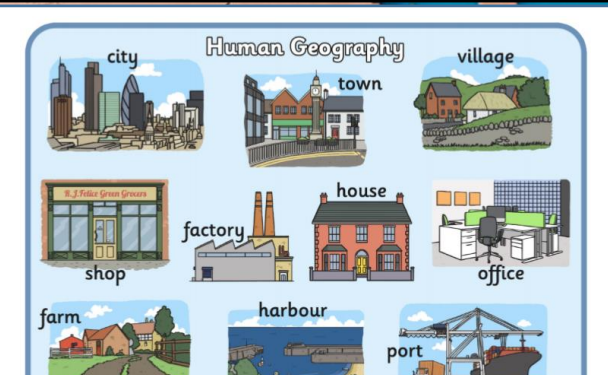 Human Geography
city
town
village
R.J.Felice Green Grocers
shop
factory
house
office
farm
harbour
port